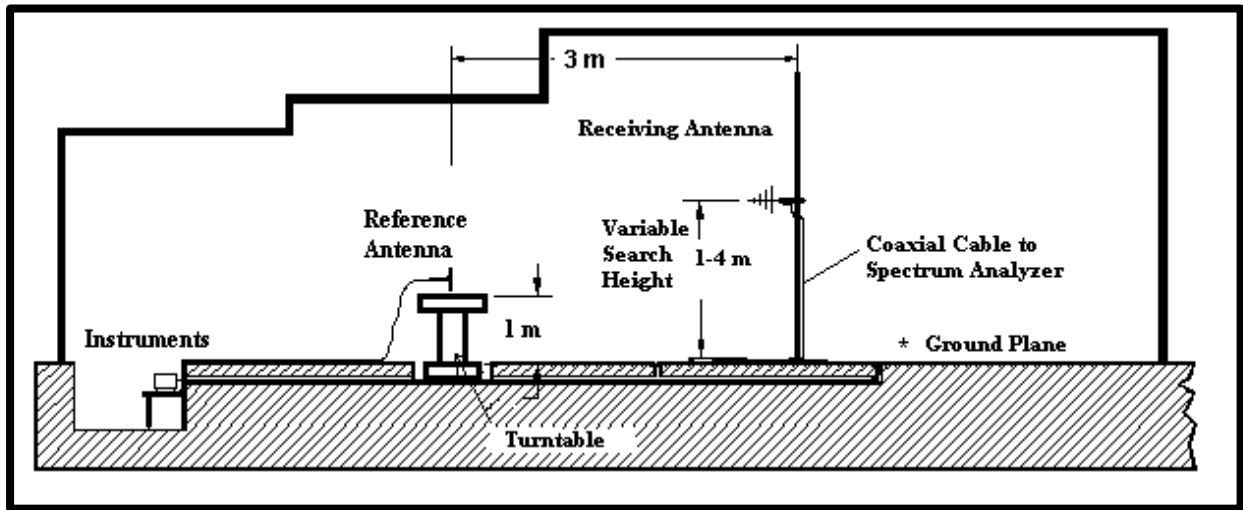 3 m
Receiving Antenna
Reference
Antenna
Variable
Search
Height
1-4 m
Coaxial Cable to
Spectrum Analyzer
1 m
Instruments
* Ground Plane
Turntable